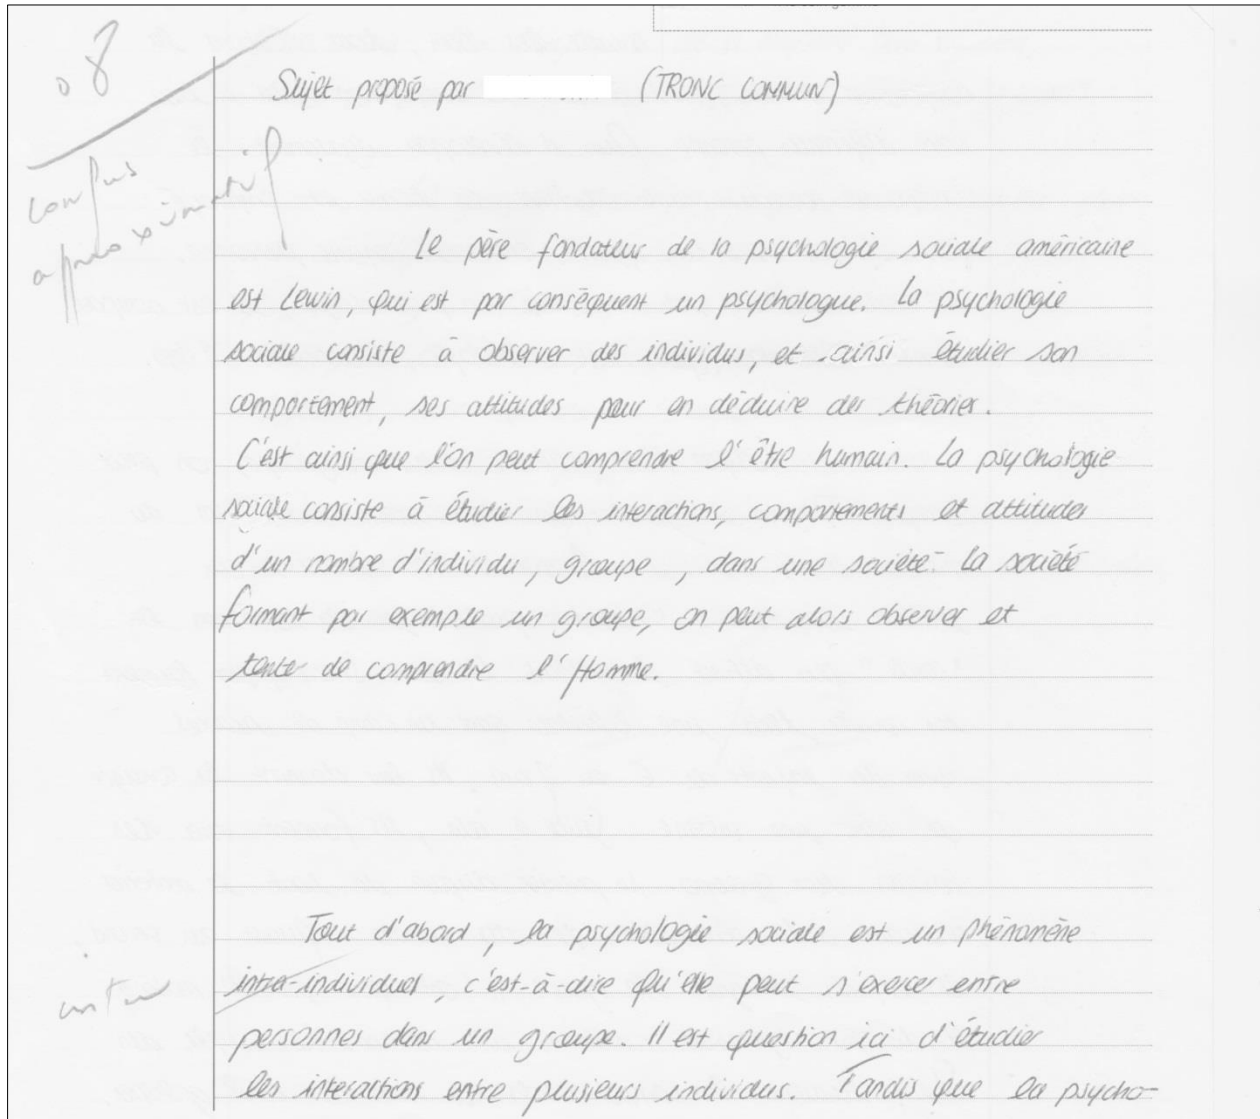 08
Sujet proposé par (TRONC COMMUN)
confus
approximatif
Le père fondateur de la psychologie sociale américaine
est Lewin, qui est par conséquent un psychologue. La psychologie
sociale consiste à observer des individus, et ainsi étudier son
comportement, ses attitudes pour en déduire des théories.
C'est ainsi que l'on peut comprendre l'être humain. La psychologie
sociale consiste à étudier les interactions, comportements et attitudes
d'un nombre d'individu, groupe, dans une société. La société
formant par exemple un groupe, on peut alors observer et
tenter de comprendre l'Homme.
Tout d'abord, la psychologie sociale est un phénomène
inter
intra-individuel, c'est-à-dire qu'elle peut s'exercer entre
personnes dans un groupe. Il est question ici d'étudier
les interactions entre plusieurs individus. Tandis que la psycho-